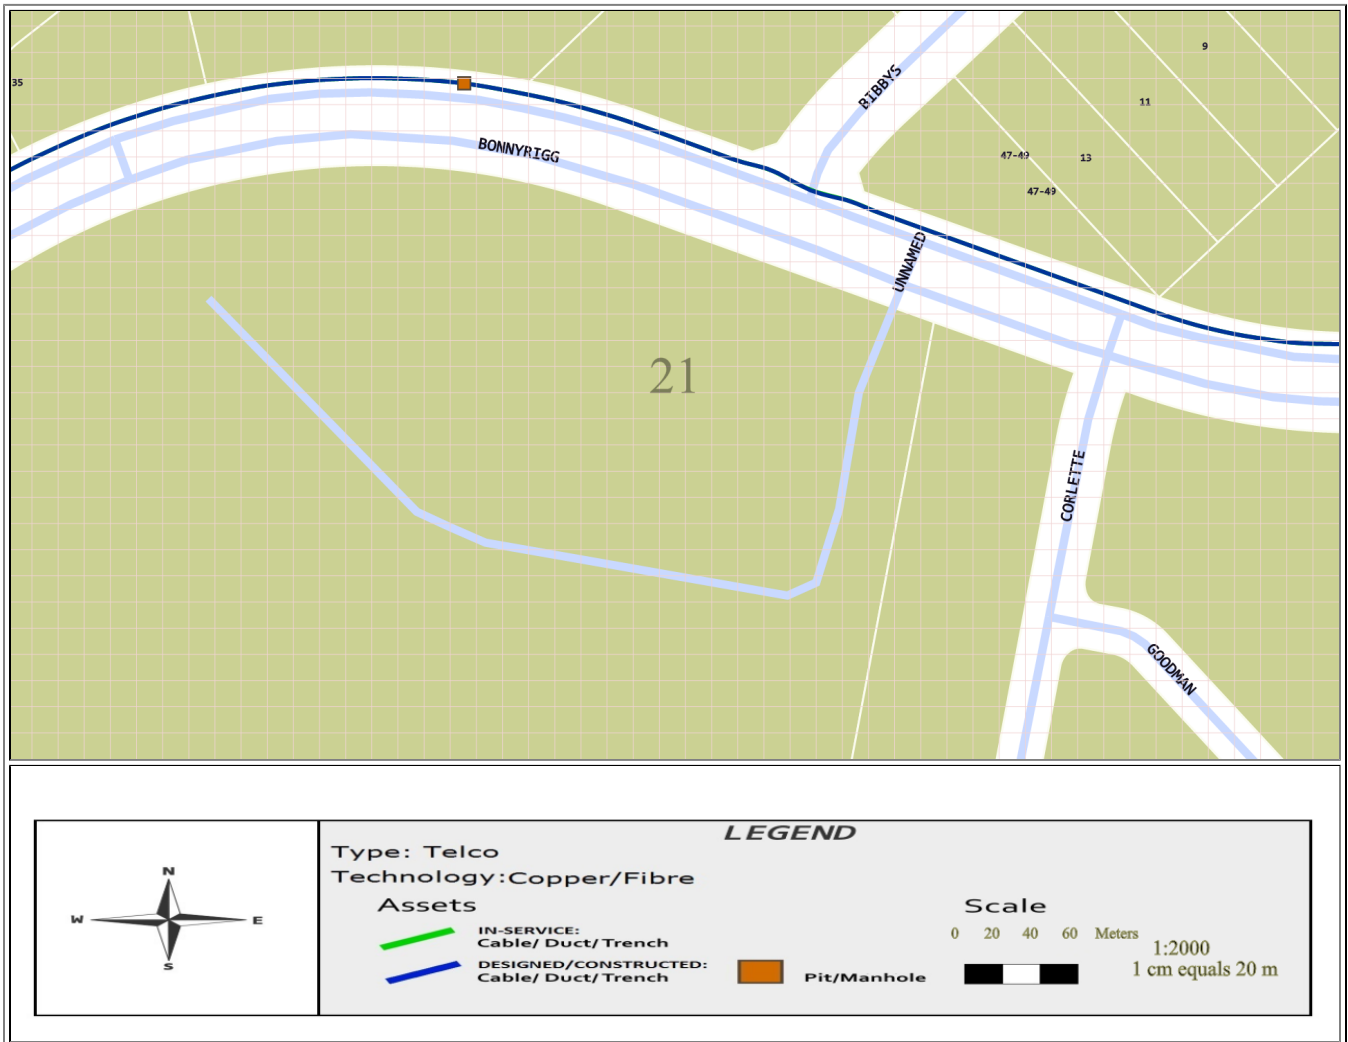 9
BIBBYS
35
11
BONNYRIGG
47-49
13
47-49
UNNAMED
21
CORLETTE
GOODMAN
LEGEND
Type: Telco
Technology:Copper/Fibre
Assets
Scale
IN-SERVICE:
Cable/ Duct/ Trench
DESIGNED/CONSTRUCTED:
Cable/ Duct/ Trench
Pit/Manhole
0 20 40 60 Meters
1:2000
1 cm equals 20 m
N
W E
S